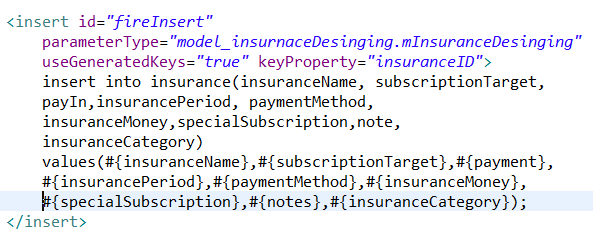 <insert id="fireInsert"
parameterType="model_insurnaceDesinging.mInsuranceDesinging"
useGeneratedKeys="true" keyProperty="insuranceID">
insert into insurance(insuranceName, subscriptionTarget,
payIn,insurancePeriod, paymentMethod,
insuranceMoney,specialSubscription,note,
insuranceCategory)
values(#{insuranceName},#{subscriptionTarget},#{payment},
#{insurancePeriod},#{paymentMethod},#{insuranceMoney},
#{specialSubscription},#{notes},#{insuranceCategory});
</insert>